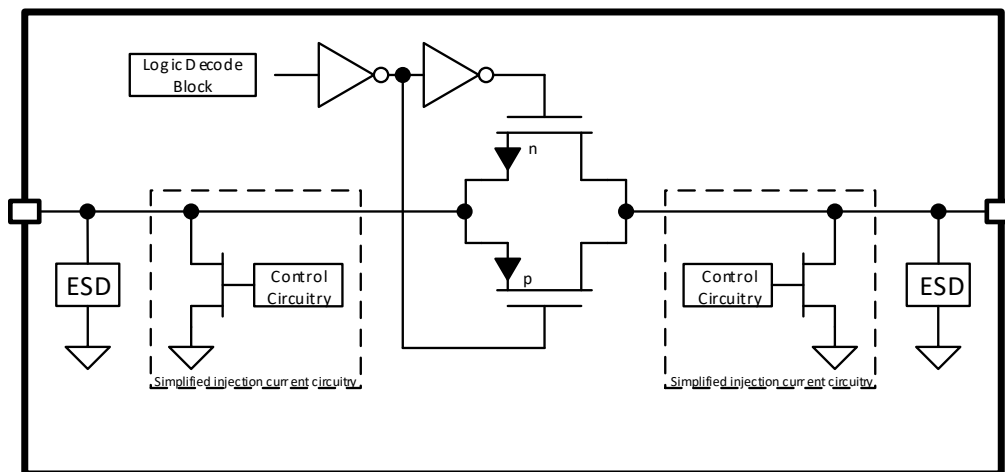 Logic Decode
Block
n
p
ESD
Control
Circuitry
Simplified injection current circuitry
Control
Circuitry
ESD
Simplified injection current circuitry